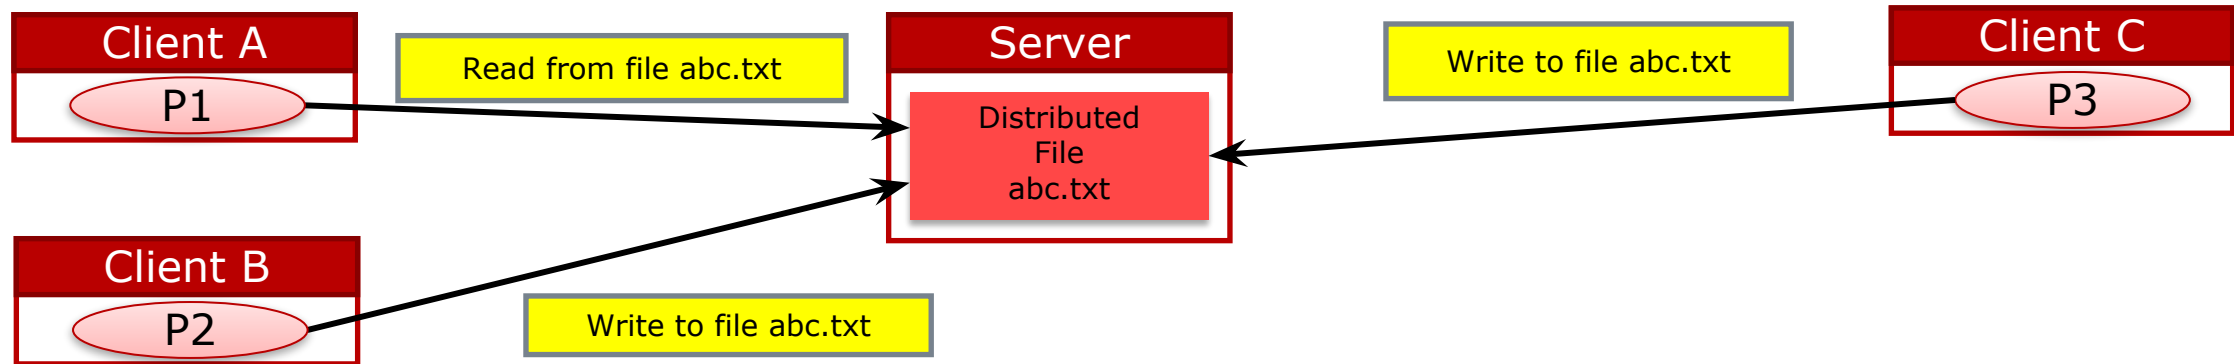 Client A
P1
Read from file abc.txt
Server
Distributed
File
abc.txt
Write to file abc.txt
Client C
P3
Client B
P2
Write to file abc.txt